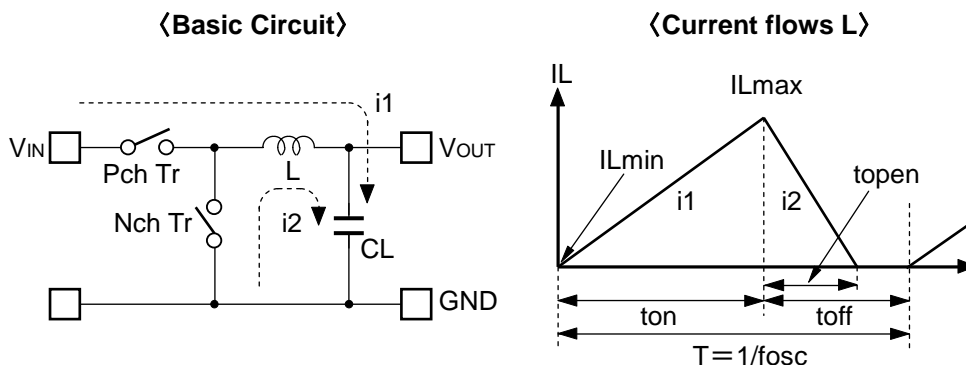 〈Basic Circuit〉
VIN
Pch Tr
Nch Tr
L
i1
i2
CL
VOUT
GND
〈Current flows L〉
IL
ILmax
ILmin
i1
i2
topen
ton
toff
T=1/fosc